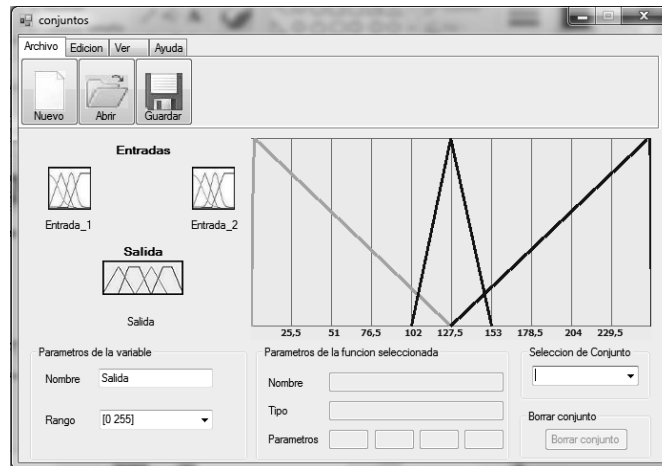 conjuntos
Archivo Edicion Ver Ayuda
Nuevo Abrir Guardar
Entradas
Entrada_1 Entrada_2
Salida
Salida
25,5 51 76,5 102 127,5 153 178,5 204 229,5
Parametros de la variable
Nombre Salida
Rango [0 255]
Parametros de la funcion seleccionada
Nombre
Tipo
Parametros
Seleccion de Conjunto
Borrar conjunto
Borrar conjunto